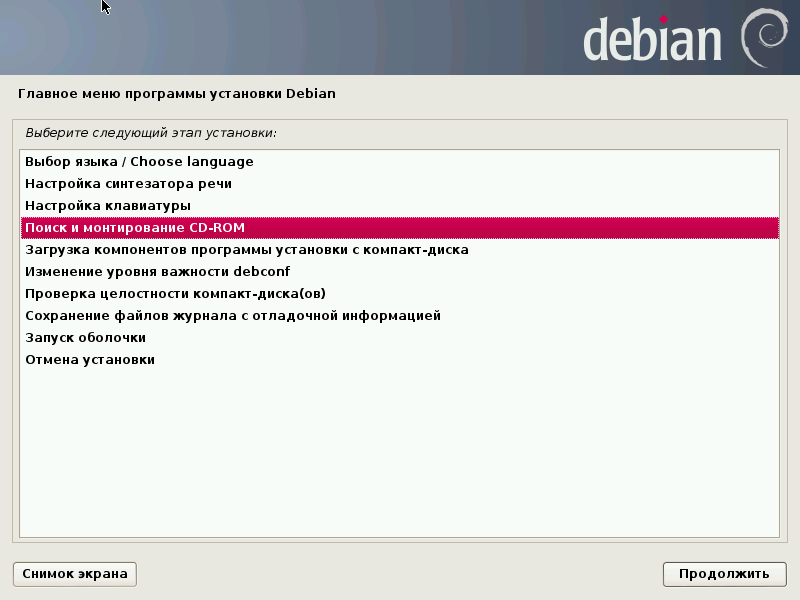 debian
Главное меню программы установки Debian
Выберите следующий этап установки:
Выбор языка / Choose language
Настройка синтезатора речи
Настройка клавиатуры
Поиск и монтирование CD-ROM
Загрузка компонентов программы установки с компакт-диска
Изменение уровня важности debconf
Проверка целостности компакт-диска(ов)
Сохранение файлов журнала с отладочной информацией
Запуск оболочки
Отмена установки
Снимок экрана
Продолжить